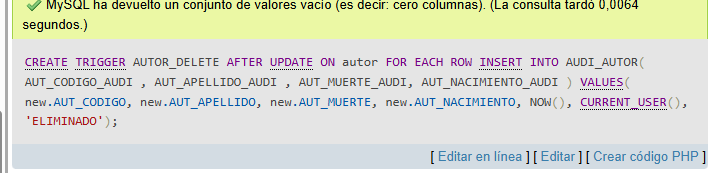 MySQL ha devuelto un conjunto de valores vacío (es decir: cero columnas). (La consulta tardó 0,0064
segundos.)
CREATE TRIGGER AUTOR_DELETE AFTER UPDATE ON autor FOR EACH ROW INSERT INTO AUDI_AUTOR(
AUT_CODIGO_AUDI , AUT_APELLIDO_AUDI , AUT_MUERTE_AUDI, AUT_NACIMIENTO_AUDI ) VALUES(
new.AUT_CODIGO, new.AUT_APELLIDO, new.AUT_MUERTE, new.AUT_NACIMIENTO, NOW(), CURRENT_USER(),
'ELIMINADO');
[ Editar en línea ] [ Editar ] [ Crear código PHP ]